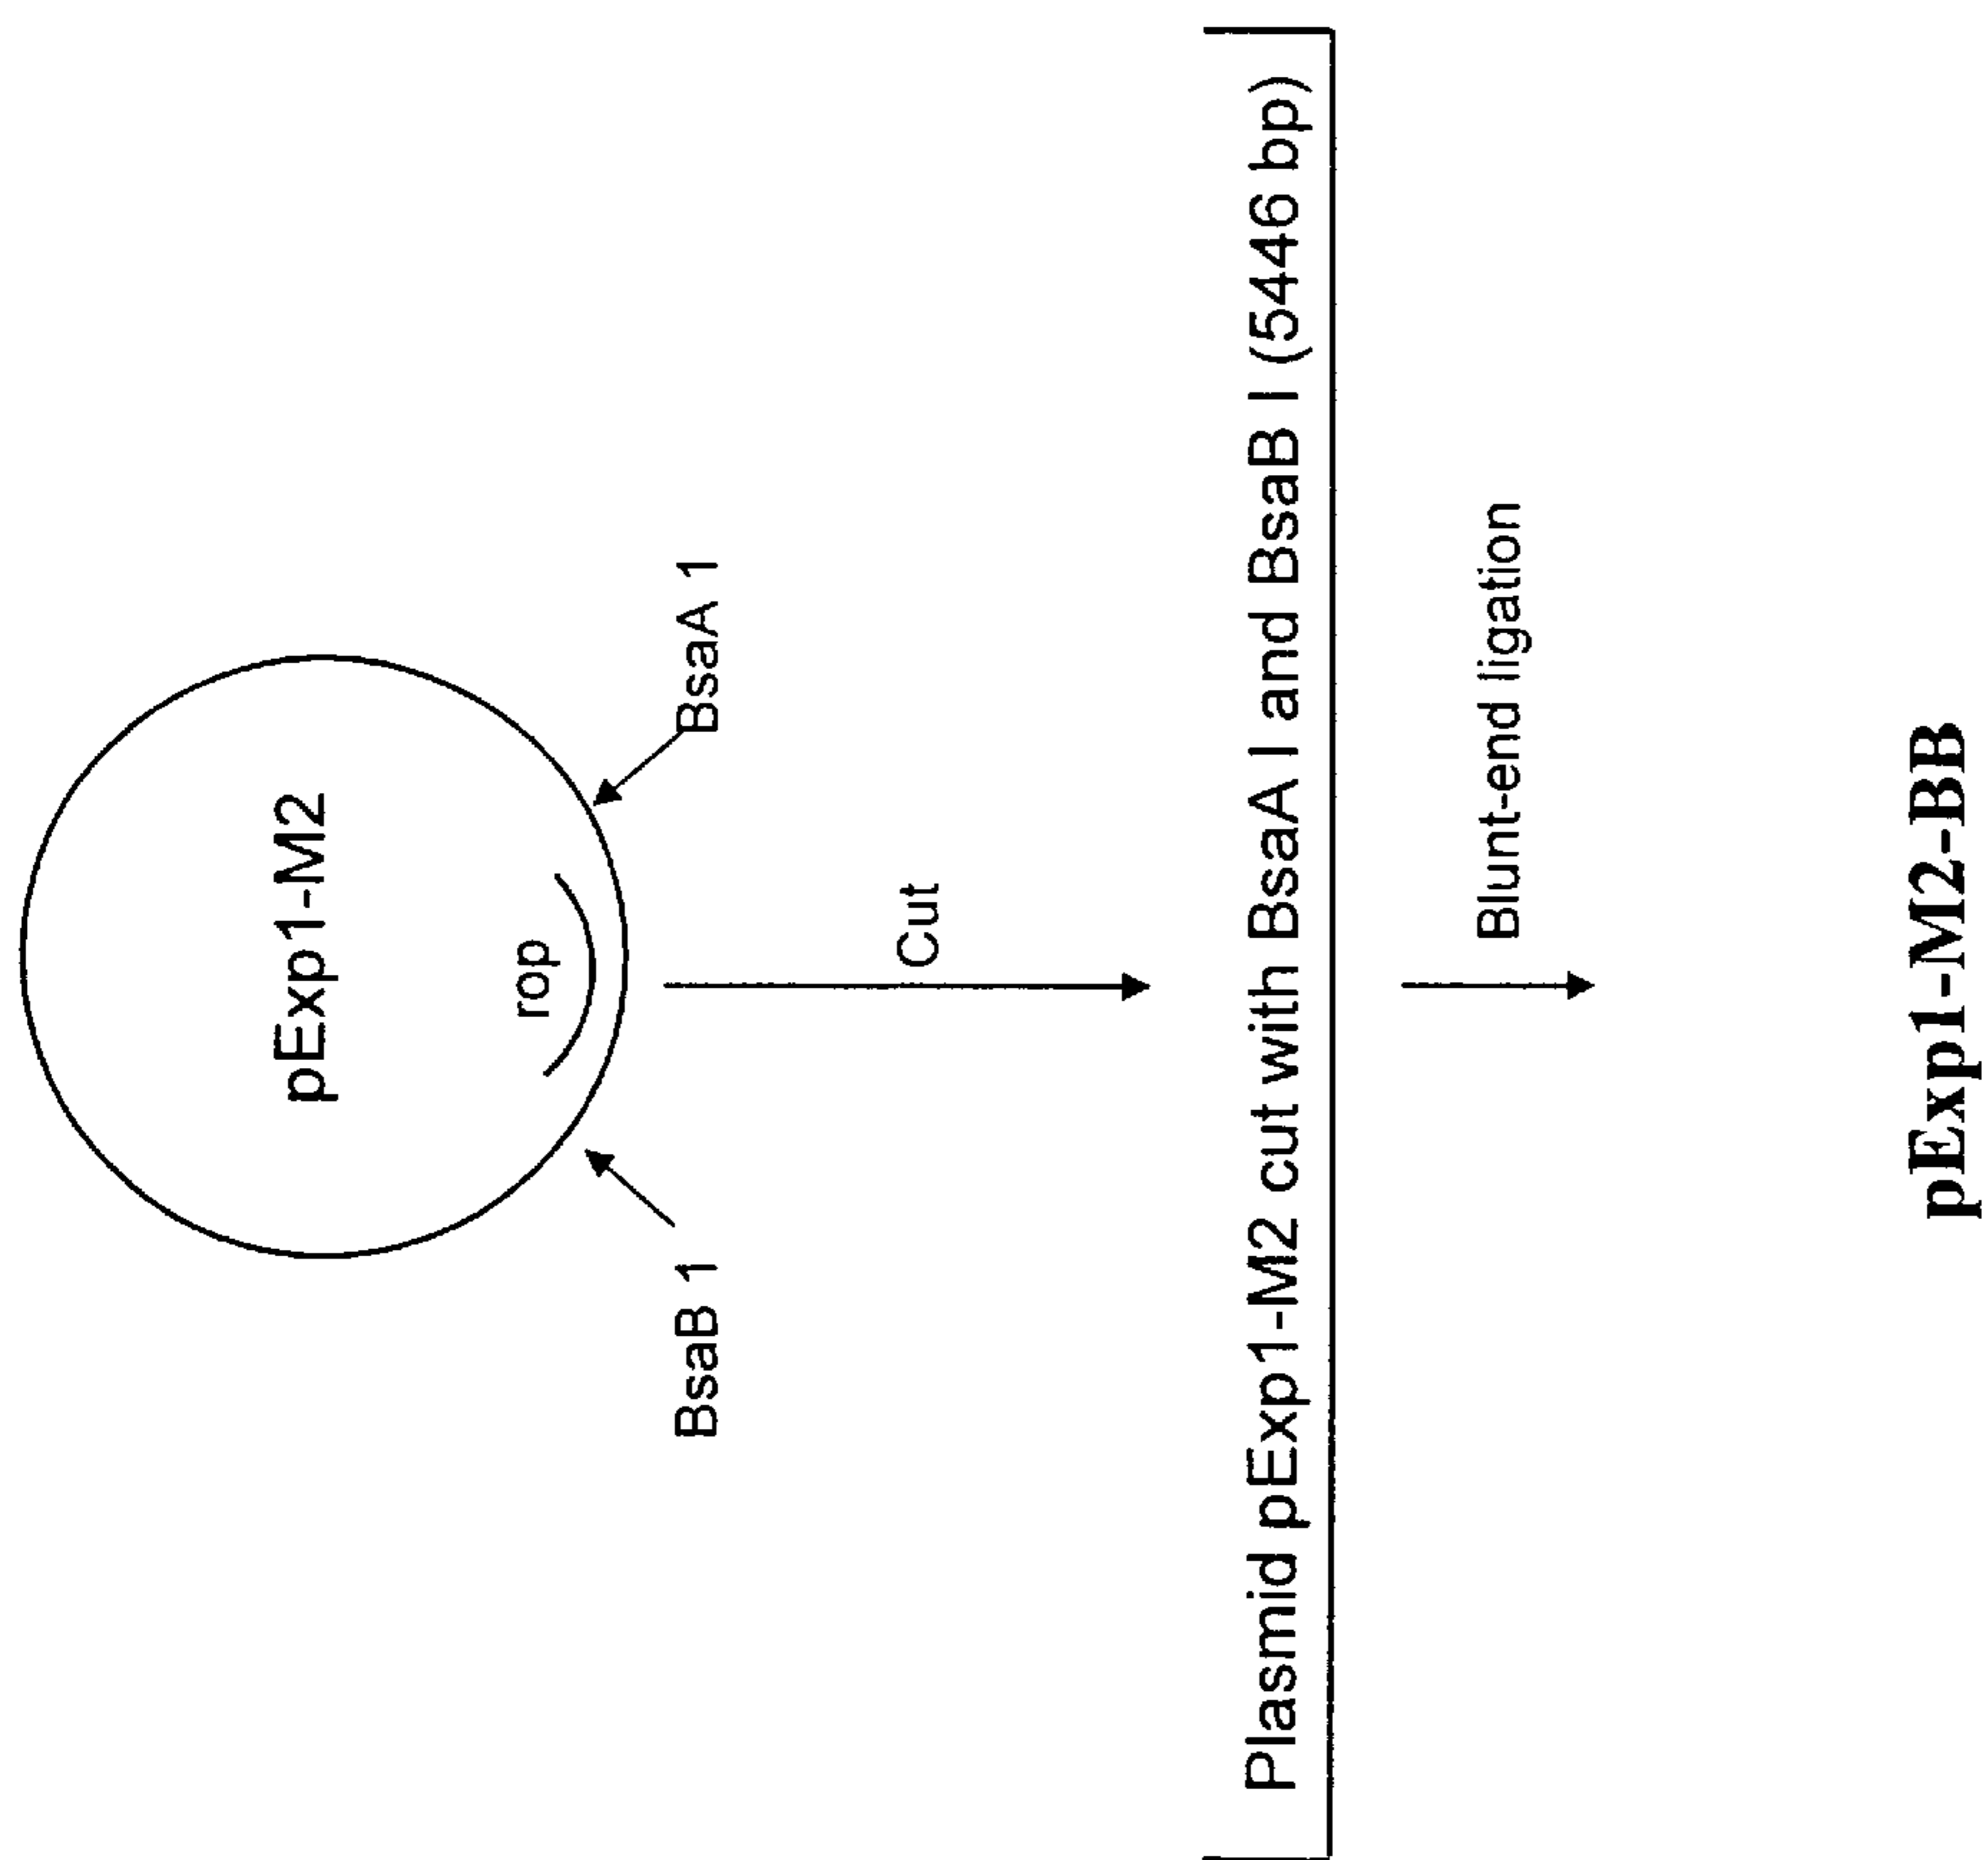 pExp1-M2
rop
BsaB 1
BsaA 1
Cut
Plasmid pExp1-M2 cut with BsaA I and BsaB I (5446 bp)
Blunt-end ligation
pExp1-M2-BB